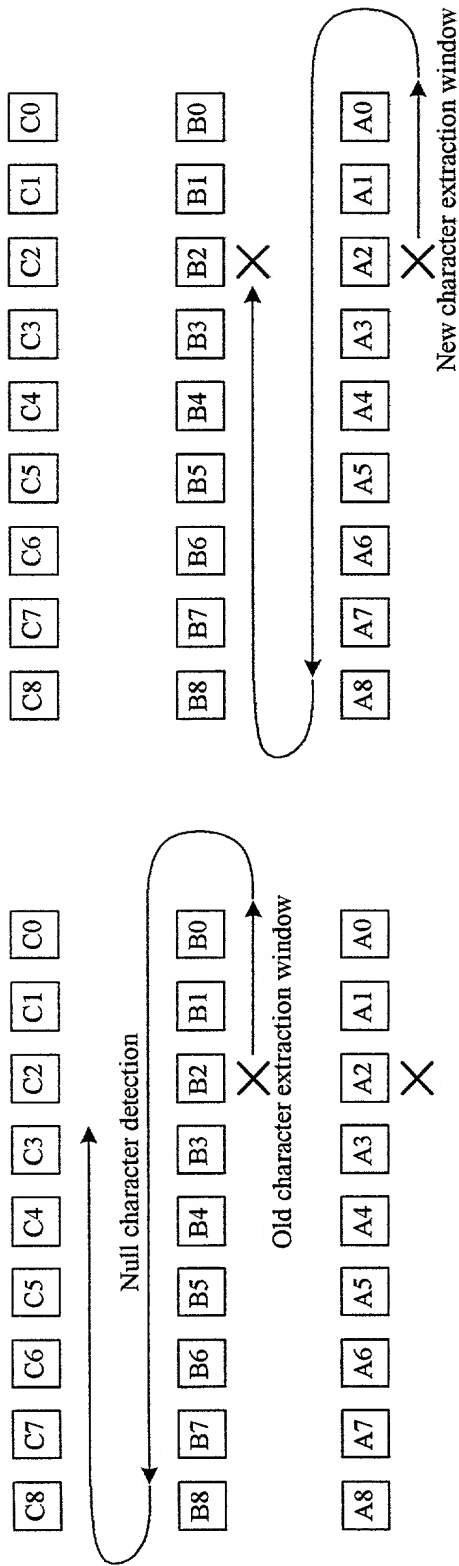 C8 C7 C6 C5 C4 C3 C2 C1 C0
Null character detection
B8 B7 B6 B5 B4 B3 B2 B1 B0
Old character extraction window
A8 A7 A6 A5 A4 A3 A2 A1 A0
C8 C7 C6 C5 C4 C3 C2 C1 C0
B8 B7 B6 B5 B4 B3 B2 B1 B0
A8 A7 A6 A5 A4 A3 A2 A1 A0
New character extraction window